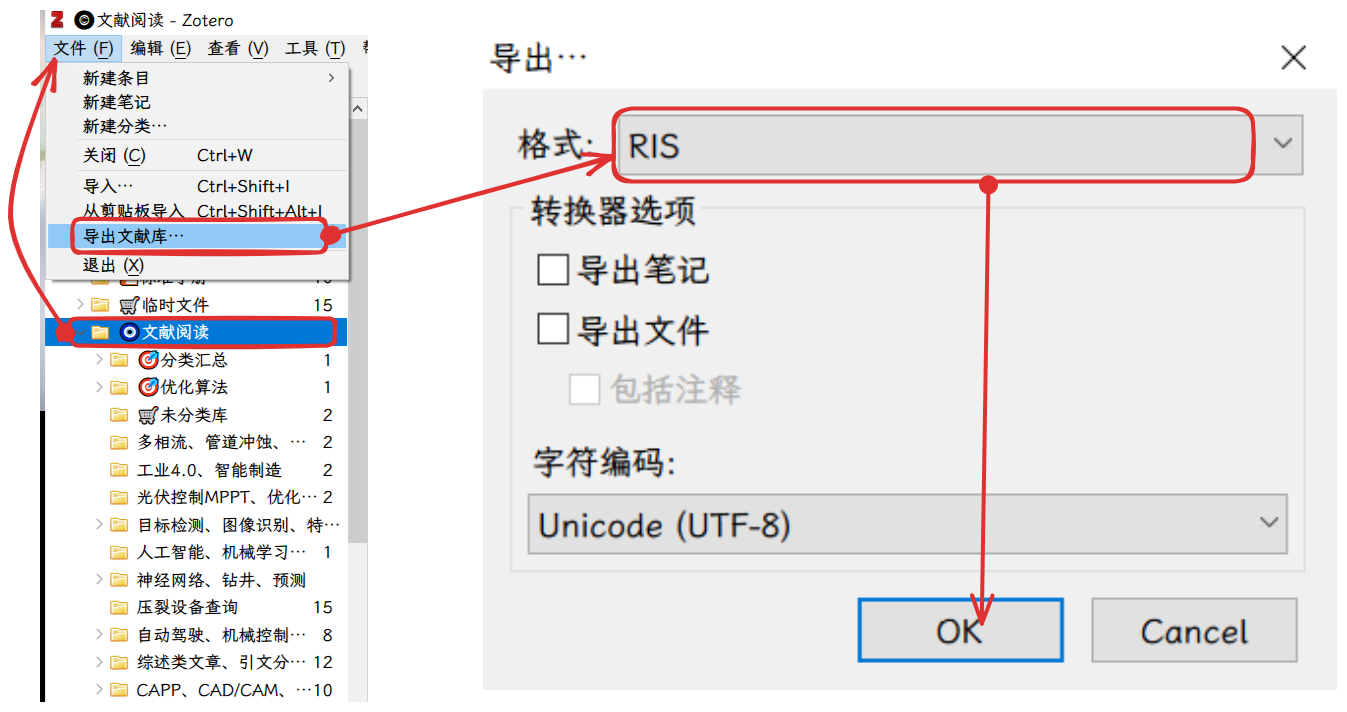 文献阅读 - Zotero
文件 (F) 编辑 (E) 查看 (V) 工具 (T)
新建条目
新建笔记
新建分类…
关闭 (C) Ctrl+W
导入… Ctrl+Shift+I
从剪贴板导入 Ctrl+Shift+Alt+I
导出文献库…
退出 (X)
临时文件 15
文献阅读
分类汇总 1
优化算法 1
未分类库 2
多相流、管道冲蚀、… 2
工业4.0、智能制造 2
光伏控制MPPT、优化… 2
目标检测、图像识别、特…
人工智能、机械学习… 1
神经网络、钻井、预测
压裂设备查询 15
自动驾驶、机械控制… 8
综述类文章、引文分… 12
CAPP、CAD/CAM、…10
导出…
格式: RIS
转换器选项
导出笔记
导出文件
包括注释
字符编码:
Unicode (UTF-8)
OK Cancel